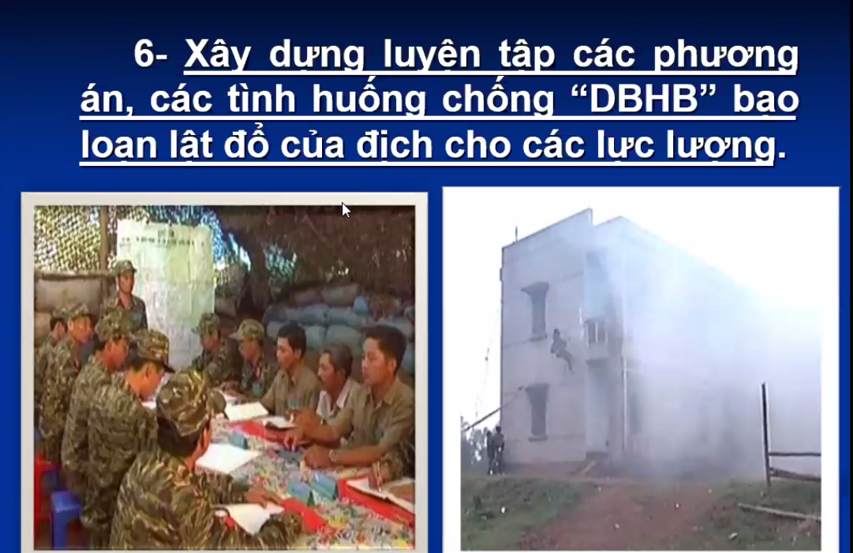 6- Xây dựng luyện tập các phương
án, các tình huống chống “DBHB” bạo
loạn lật đổ của địch cho các lực lượng.